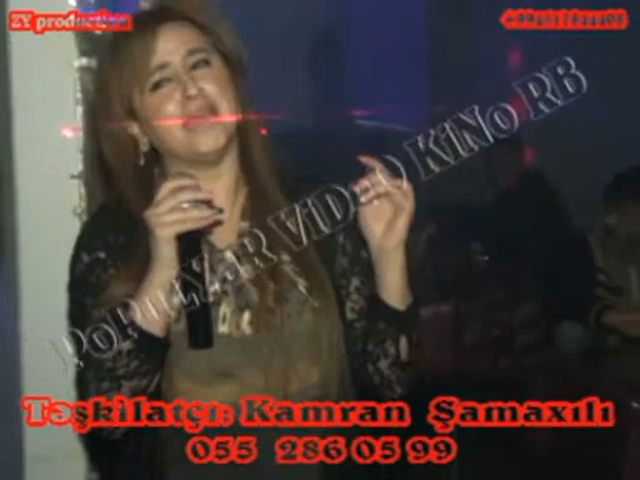 ZY production
PoPuLYAR VIDeO KiNo RB
Təşkilatçı: Kamran Şamaxılı
055 286 05 99